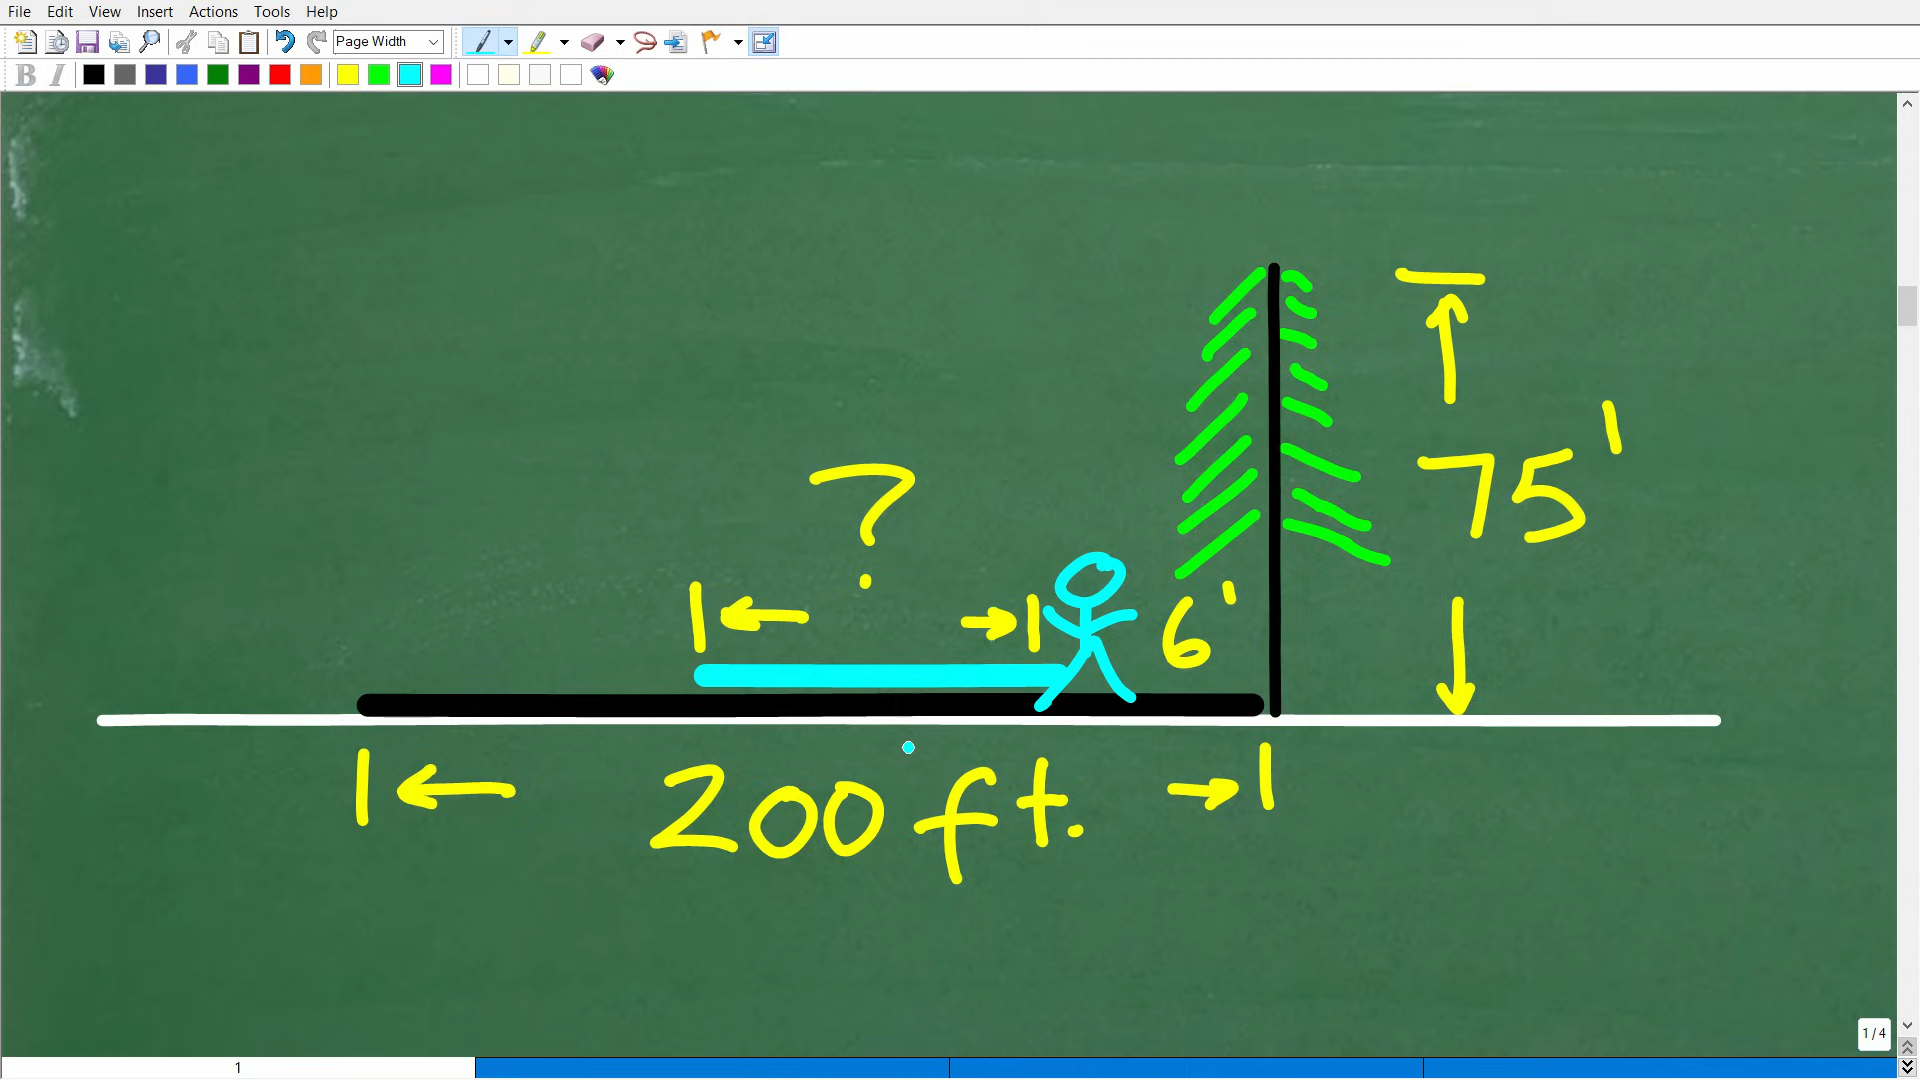 File Edit View Insert Actions Tools Help
Page Width
B I
75'
?
6'
200 ft.
1 / 4
1